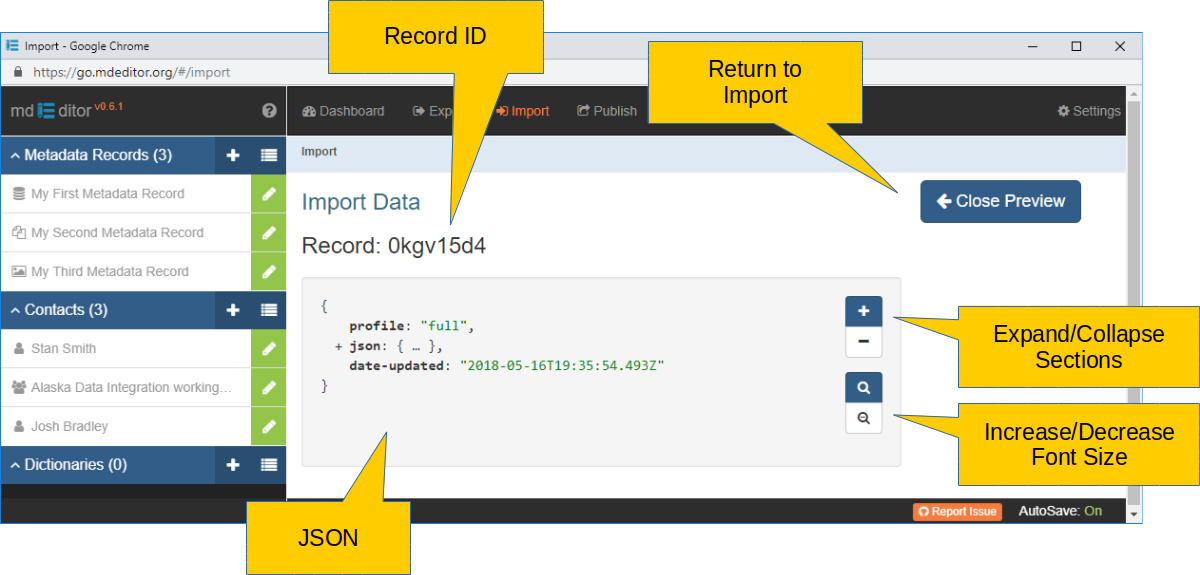 Record ID
Return to
Import
Import - Google Chrome
https://go.mdeditor.org/#/import
md ditor v0.6.1
Dashboard Exp Import Publish Settings
Metadata Records (3)
My First Metadata Record
My Second Metadata Record
My Third Metadata Record
Contacts (3)
Stan Smith
Alaska Data Integration working...
Josh Bradley
Dictionaries (0)
Import
Import Data
Close Preview
Record: 0kgv15d4
{
profile: "full",
+ json: { … },
date-updated: "2018-05-16T19:35:54.493Z"
}
Expand/Collapse
Sections
Increase/Decrease
Font Size
JSON
Report Issue AutoSave: On